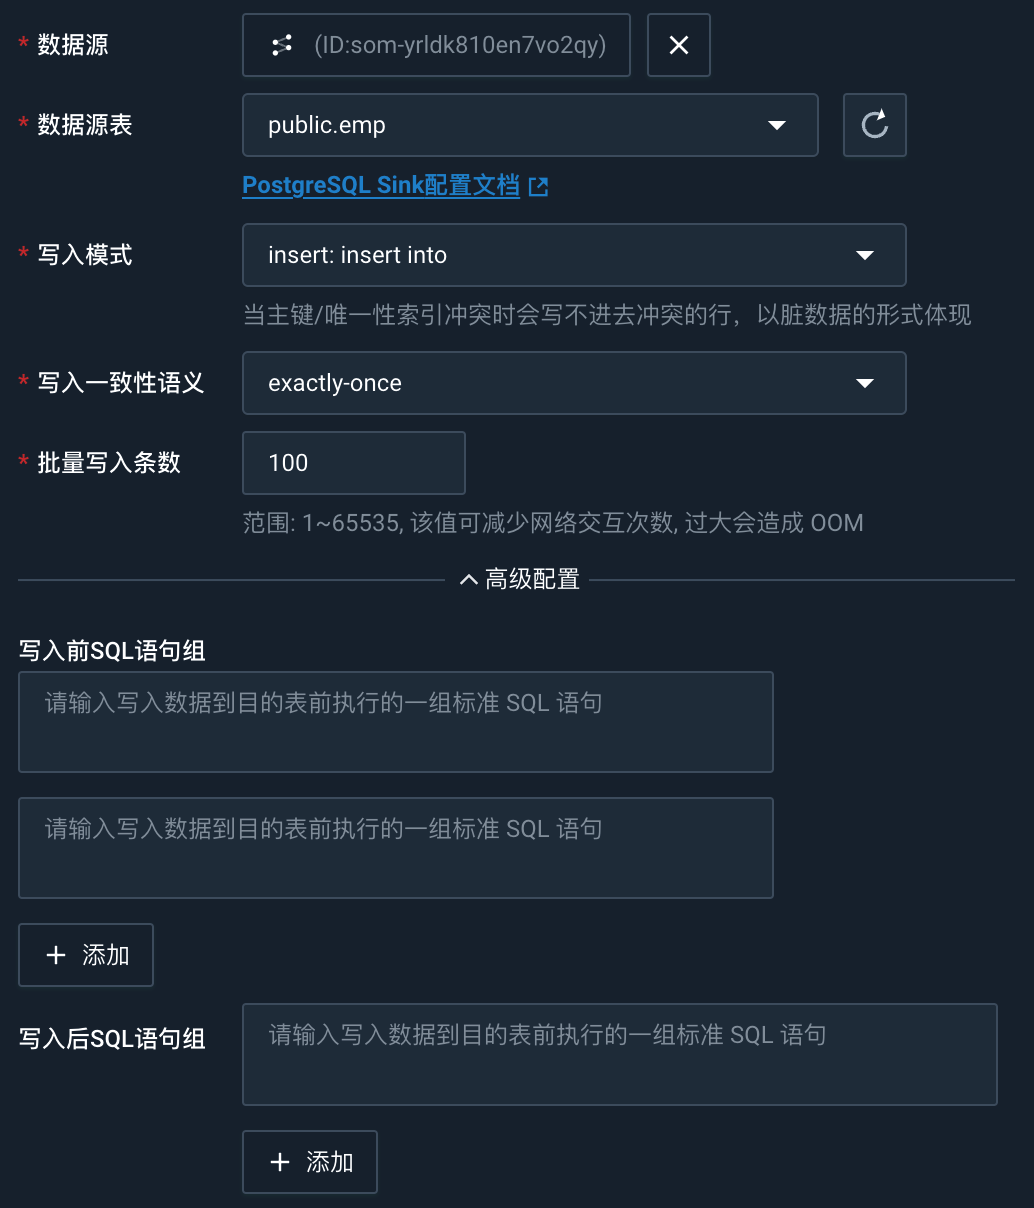 * 数据源
(ID:som-yrldk810en7vo2qy)
* 数据源表
public.emp
PostgreSQL Sink配置文档
* 写入模式
insert: insert into
当主键/唯一性索引冲突时会写不进去冲突的行，以脏数据的形式体现
* 写入一致性语义
exactly-once
* 批量写入条数
100
范围: 1~65535, 该值可减少网络交互次数, 过大会造成 OOM
高级配置
写入前SQL语句组
请输入写入数据到目的表前执行的一组标准 SQL 语句
请输入写入数据到目的表前执行的一组标准 SQL 语句
+ 添加
写入后SQL语句组
请输入写入数据到目的表前执行的一组标准 SQL 语句
+ 添加